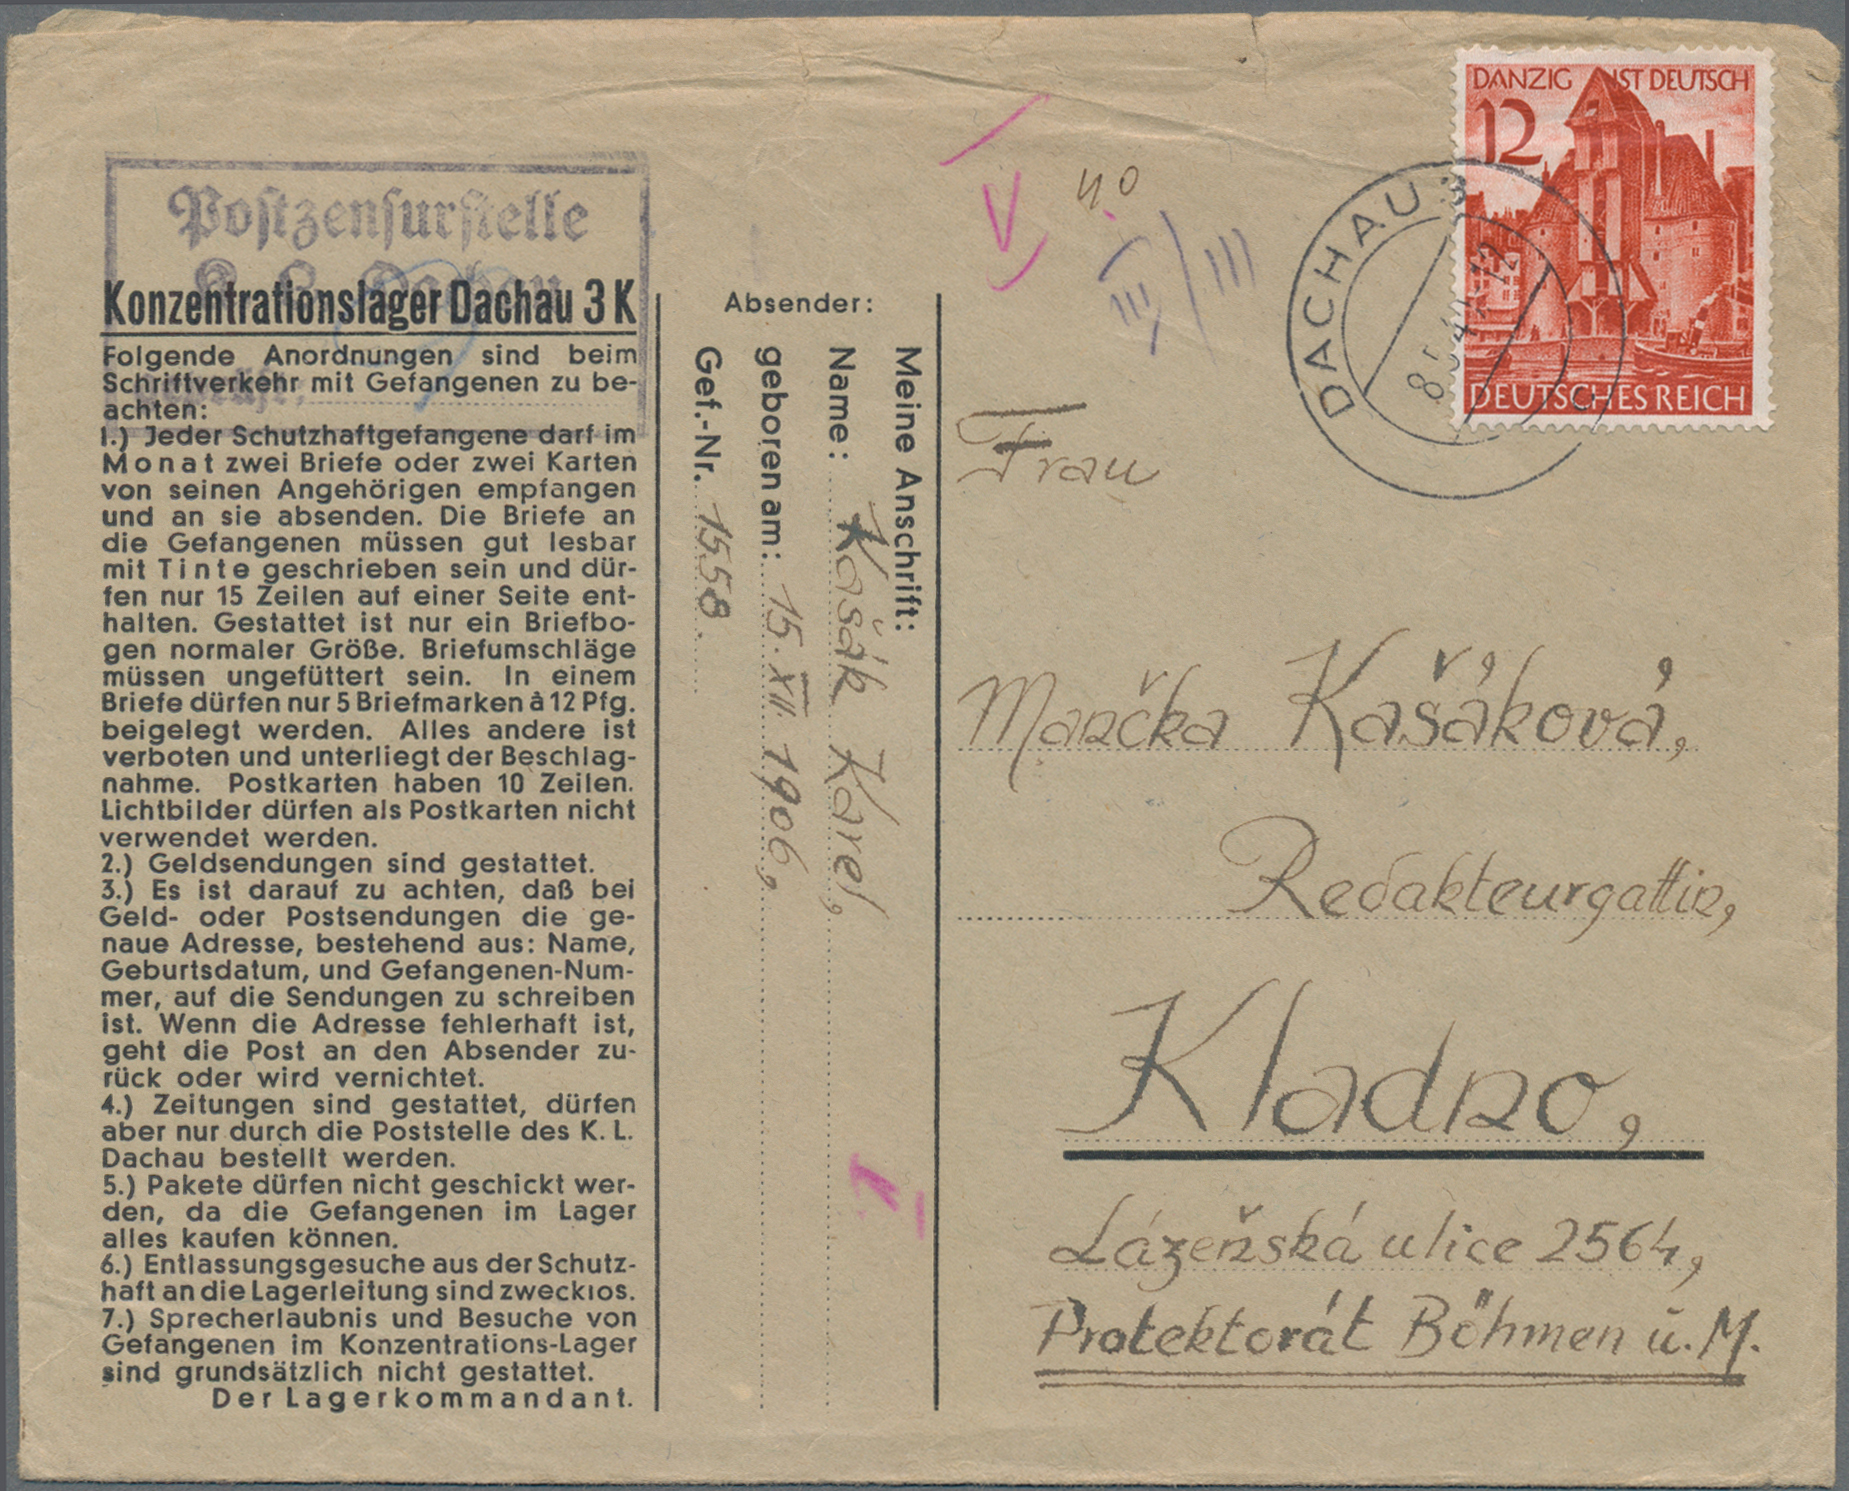 Postzensurstelle
K. L. Dachau
Konzentrationslager Dachau 3 K
Folgende Anordnungen sind beim
Schriftverkehr mit Gefangenen zu be-
achten:
1.) Jeder Schutzhaftgefangene darf im
Monat zwei Briefe oder zwei Karten
von seinen Angehörigen empfangen
und an sie absenden. Die Briefe an
die Gefangenen müssen gut lesbar
mit Tinte geschrieben sein und dür-
fen nur 15 Zeilen auf einer Seite ent-
halten. Gestattet ist nur ein Briefbo-
gen normaler Größe. Briefumschläge
müssen ungefüttert sein. In einem
Briefe dürfen nur 5 Briefmarken à 12 Pfg.
beigelegt werden. Alles andere ist
verboten und unterliegt der Beschlag-
nahme. Postkarten haben 10 Zeilen.
Lichtbilder dürfen als Postkarten nicht
verwendet werden.
2.) Geldsendungen sind gestattet.
3.) Es ist darauf zu achten, daß bei
Geld- oder Postsendungen die ge-
naue Adresse, bestehend aus: Name,
Geburtsdatum, und Gefangenen-Num-
mer, auf die Sendungen zu schreiben
ist. Wenn die Adresse fehlerhaft ist,
geht die Post an den Absender zu-
rück oder wird vernichtet.
4.) Zeitungen sind gestattet, dürfen
aber nur durch die Poststelle des K. L.
Dachau bestellt werden.
5.) Pakete dürfen nicht geschickt wer-
den, da die Gefangenen im Lager
alles kaufen können.
6.) Entlassungsgesuche aus der Schutz-
haft an die Lagerleitung sind zwecklos.
7.) Sprecherlaubnis und Besuche von
Gefangenen im Konzentrations-Lager
sind grundsätzlich nicht gestattet.
Der Lagerkommandant.
Absender:
Meine Anschrift:
Name: Kašák Karel,
geboren am: 15. XII. 1906,
Gef.-Nr. 1558.
40
V
III
DANZIG IST DEUTSCH
12
DEUTSCHES REICH
DACHAU
Frau
Mančka Kašáková,
Redakteurgattin,
Kladno,
Lázeňská ulice 2564,
Protektorát Böhmen u. M.